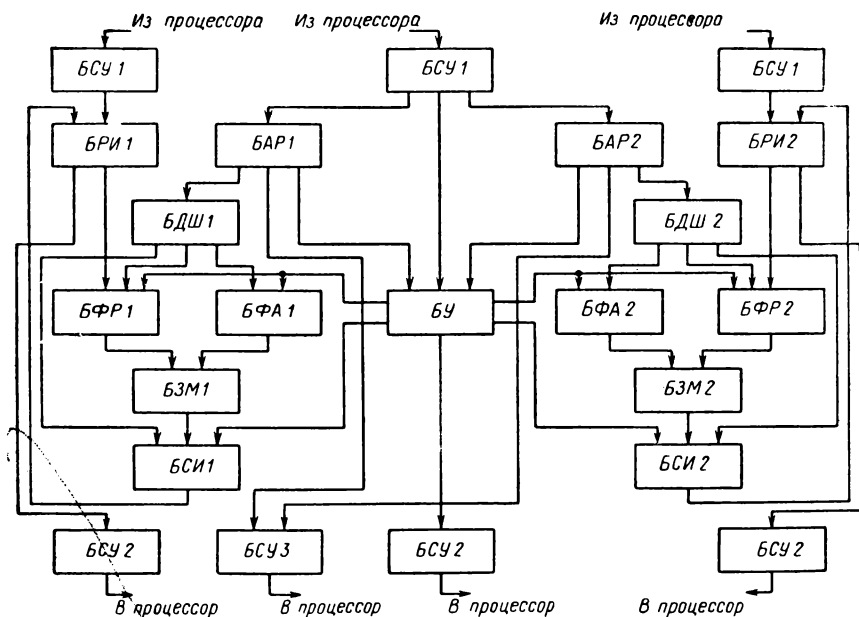 Из процессора
Из процессора
Из процессора
БСУ 1
БСУ 1
БСУ 1
БРИ 1
БАР 1
БАР 2
БРИ 2
БДШ 1
БДШ 2
БФР 1
БФА 1
БУ
БФА 2
БФР 2
БЗМ 1
БЗМ 2
БСИ 1
БСИ 2
БСУ 2
БСУ 3
БСУ 2
БСУ 2
В процессор
В процессор
В процессор
В процессор